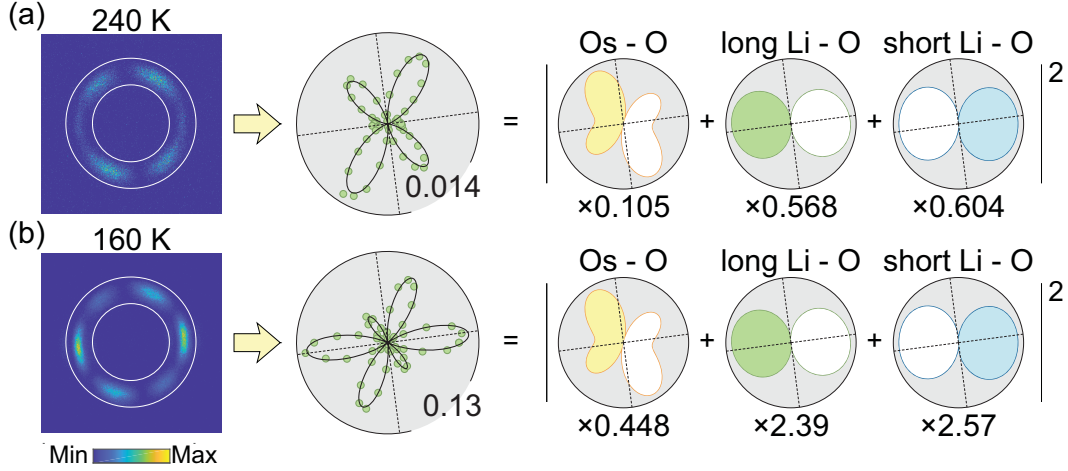 (a)
240 K
Os - O
long Li - O
short Li - O
2
0.014
=
+
+
×0.105
×0.568
×0.604
(b)
160 K
Os - O
long Li - O
short Li - O
2
0.13
=
+
+
×0.448
×2.39
×2.57
Min
Max